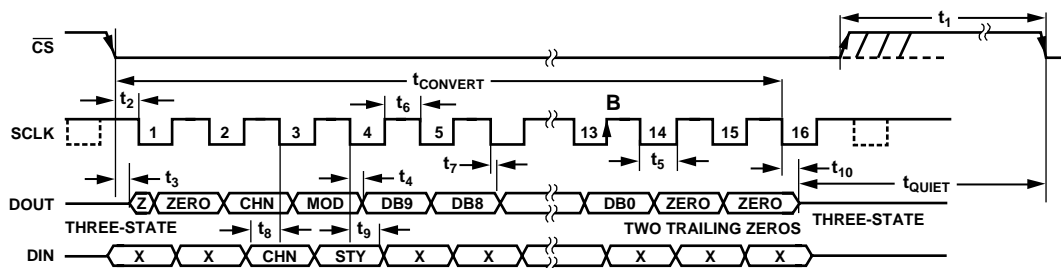 t1
CS
tCONVERT
t2
t6
B
SCLK
1 2 3 4 5 13 14 15 16
t3
t4
t7
t5
t10
tQUIET
DOUT
Z ZERO CHN MOD DB9 DB8 DB0 ZERO ZERO
THREE-STATE
t8
t9
TWO TRAILING ZEROS
THREE-STATE
DIN
X X CHN STY X X X X X